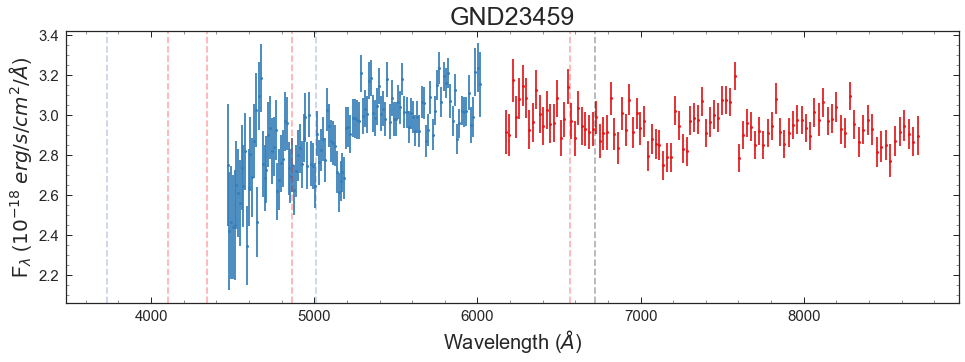 GND23459
3.4
3.2
3.0
2.8
2.6
2.4
2.2
F_λ (10^{-18} erg/s/cm^2/Å)
4000 5000 6000 7000 8000
Wavelength (Å)